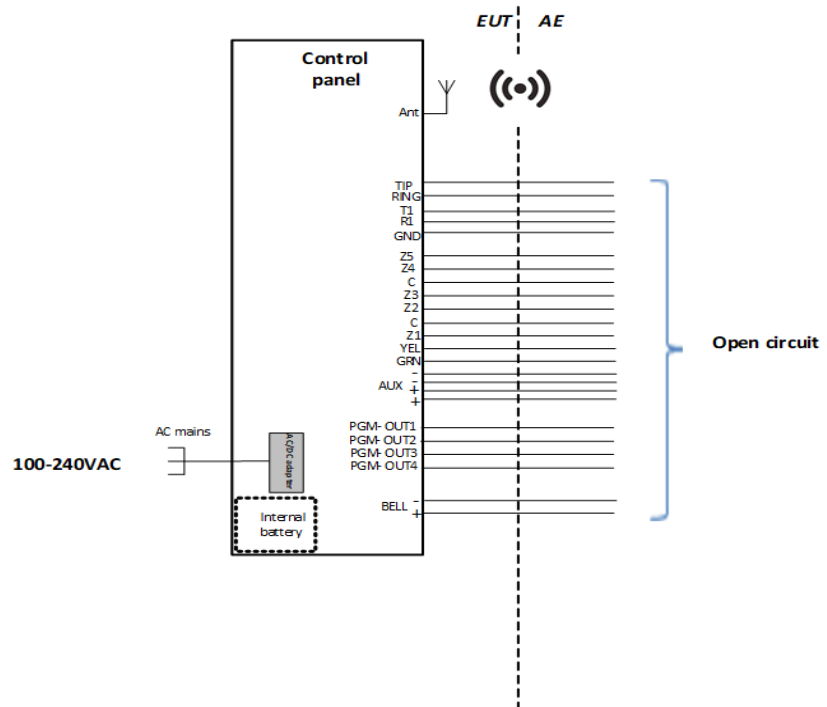 EUT AE
Control
panel
Ant
TIP
RING
T1
R1
GND
Z5
Z4
C
Z3
Z2
C
Z1
YEL
GRN
-
-
AUX +
+
PGM- OUT1
PGM- OUT2
PGM- OUT3
PGM- OUT4
BELL -
+
Open circuit
AC mains
100-240VAC
AC/DC adapter
Internal
battery